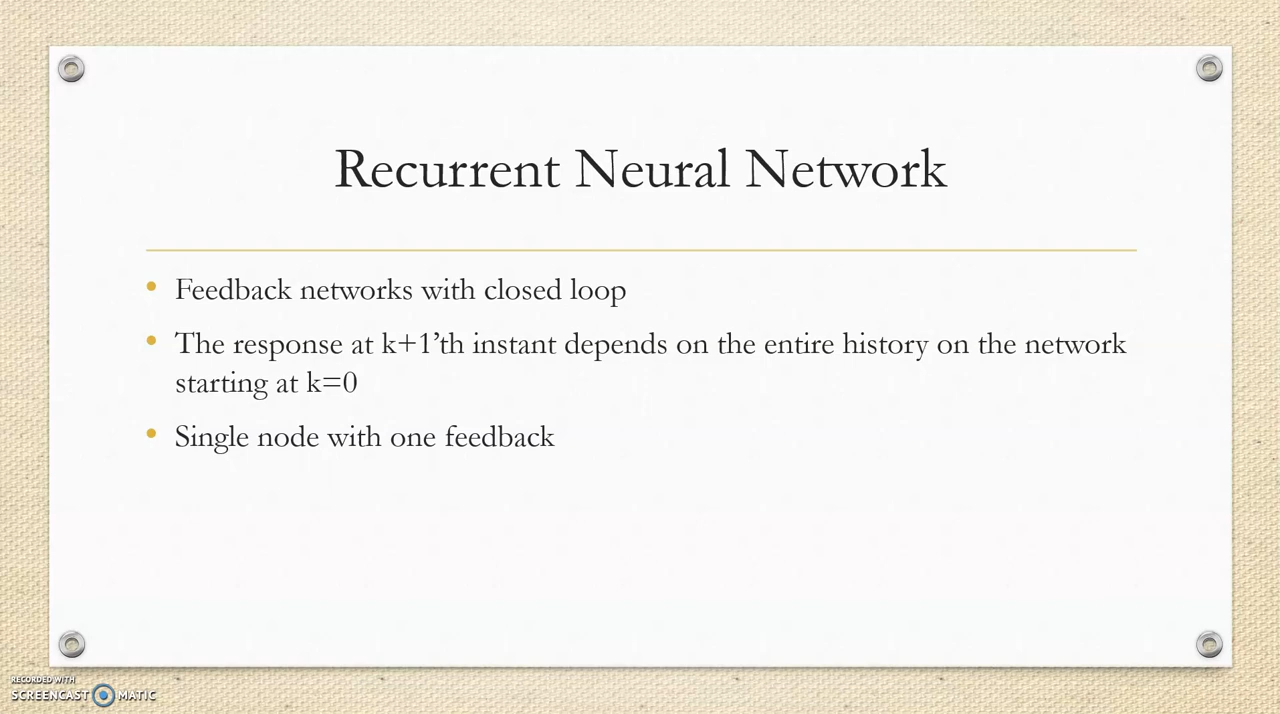 Recurrent Neural Network
• Feedback networks with closed loop
• The response at k+1’th instant depends on the entire history on the network
starting at k=0
• Single node with one feedback
RECORDED WITH
SCREENCAST MATIC